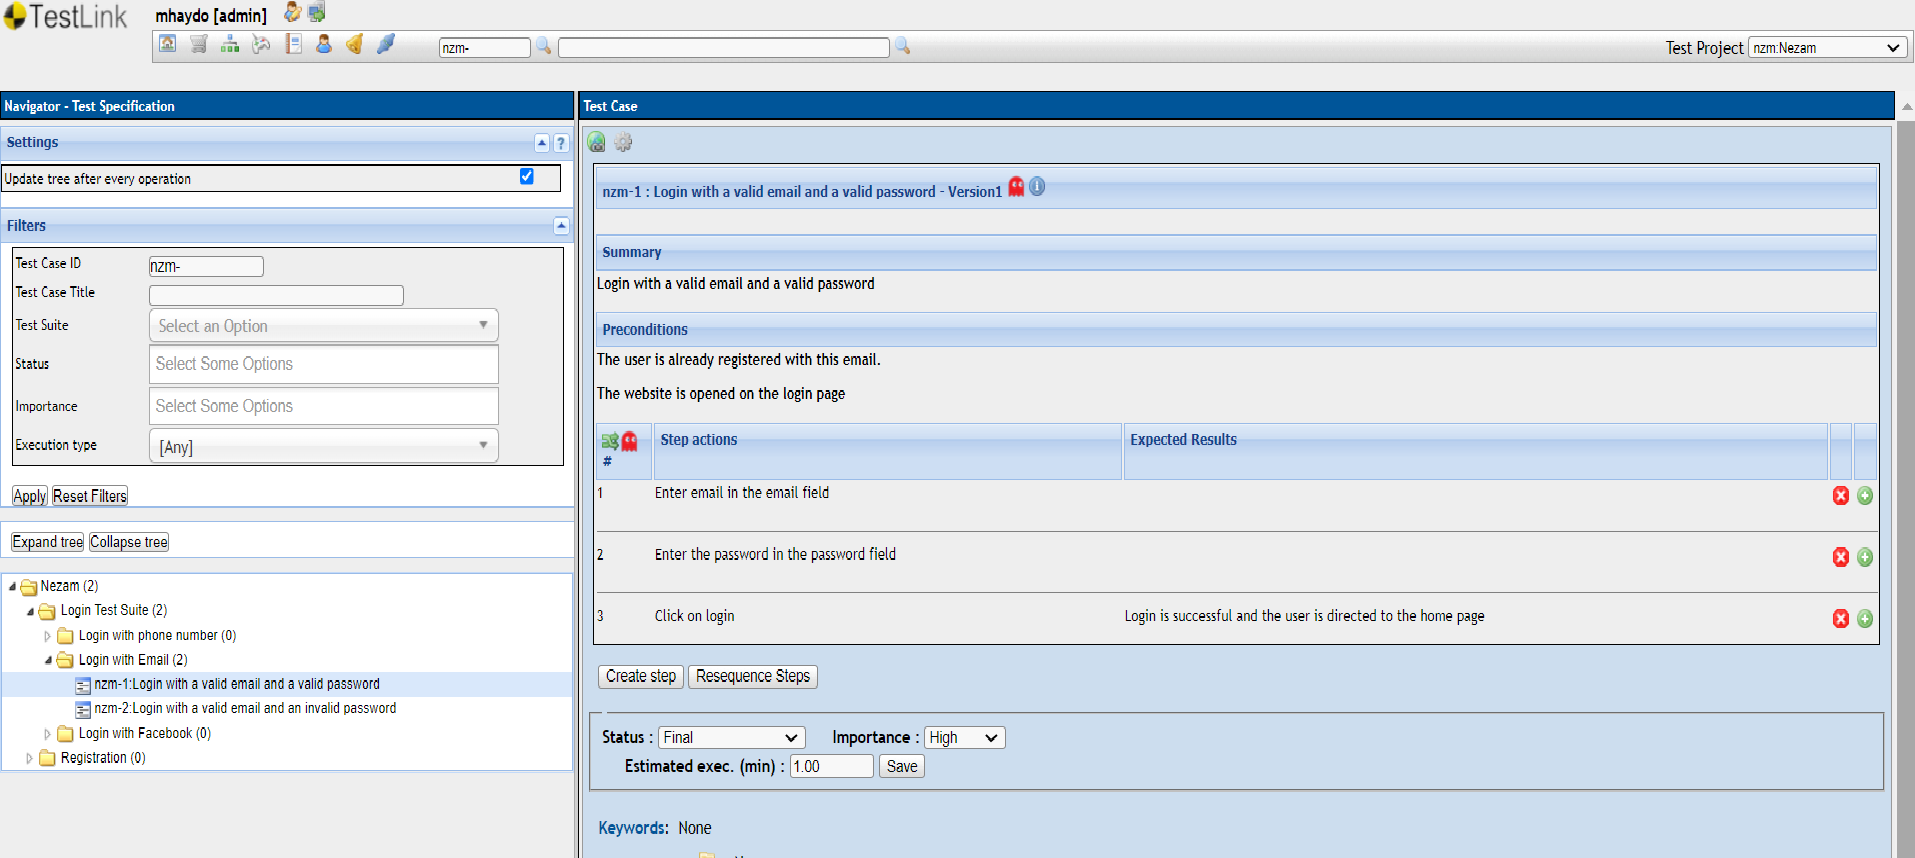 TestLink
mhaydo [admin]
nzm-
Test Project nzm:Nezam
Navigator - Test Specification
Settings
?
Update tree after every operation
Filters
Test Case ID nzm-
Test Case Title
Test Suite Select an Option
Status Select Some Options
Importance Select Some Options
Execution type [Any]
Apply Reset Filters
Expand tree Collapse tree
Nezam (2)
Login Test Suite (2)
Login with phone number (0)
Login with Email (2)
nzm-1:Login with a valid email and a valid password
nzm-2:Login with a valid email and an invalid password
Login with Facebook (0)
Registration (0)
Test Case
nzm-1 : Login with a valid email and a valid password - Version1
Summary
Login with a valid email and a valid password
Preconditions
The user is already registered with this email.
The website is opened on the login page
# Step actions Expected Results
1 Enter email in the email field
2 Enter the password in the password field
3 Click on login Login is successful and the user is directed to the home page
Create step Resequence Steps
Status : Final Importance : High
Estimated exec. (min) : 1.00 Save
Keywords: None